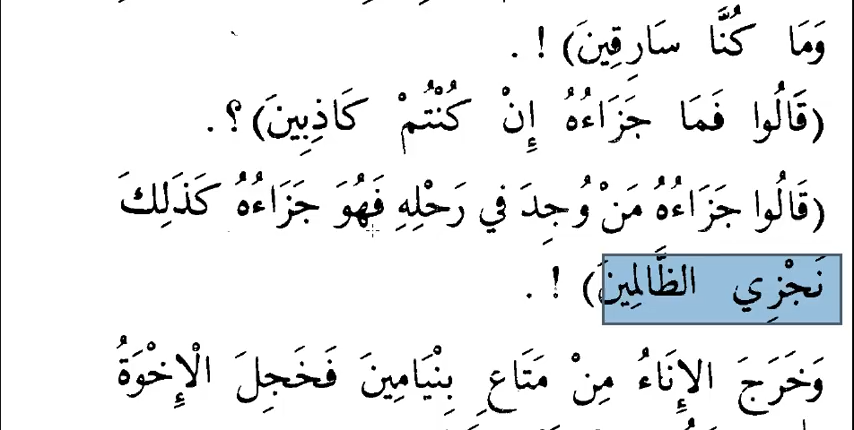 وَمَا كُنَّا سَارِقِينَ) ! .
(قَالُوا فَمَا جَزَاءُهُ إِنْ كُنْتُمْ كَاذِبِينَ) ؟ .
(قَالُوا جَزَاءُهُ مَنْ وُجِدَ فِي رَحْلِهِ فَهُوَ جَزَاءُهُ كَذَلِكَ
نَجْزِي الظَّالِمِينَ) ! .
وَخَرَجَ الإِنَاءُ مِنْ مَتَاعِ بِنْيَامِينَ فَخَجِلَ الْإِخْوَةُ